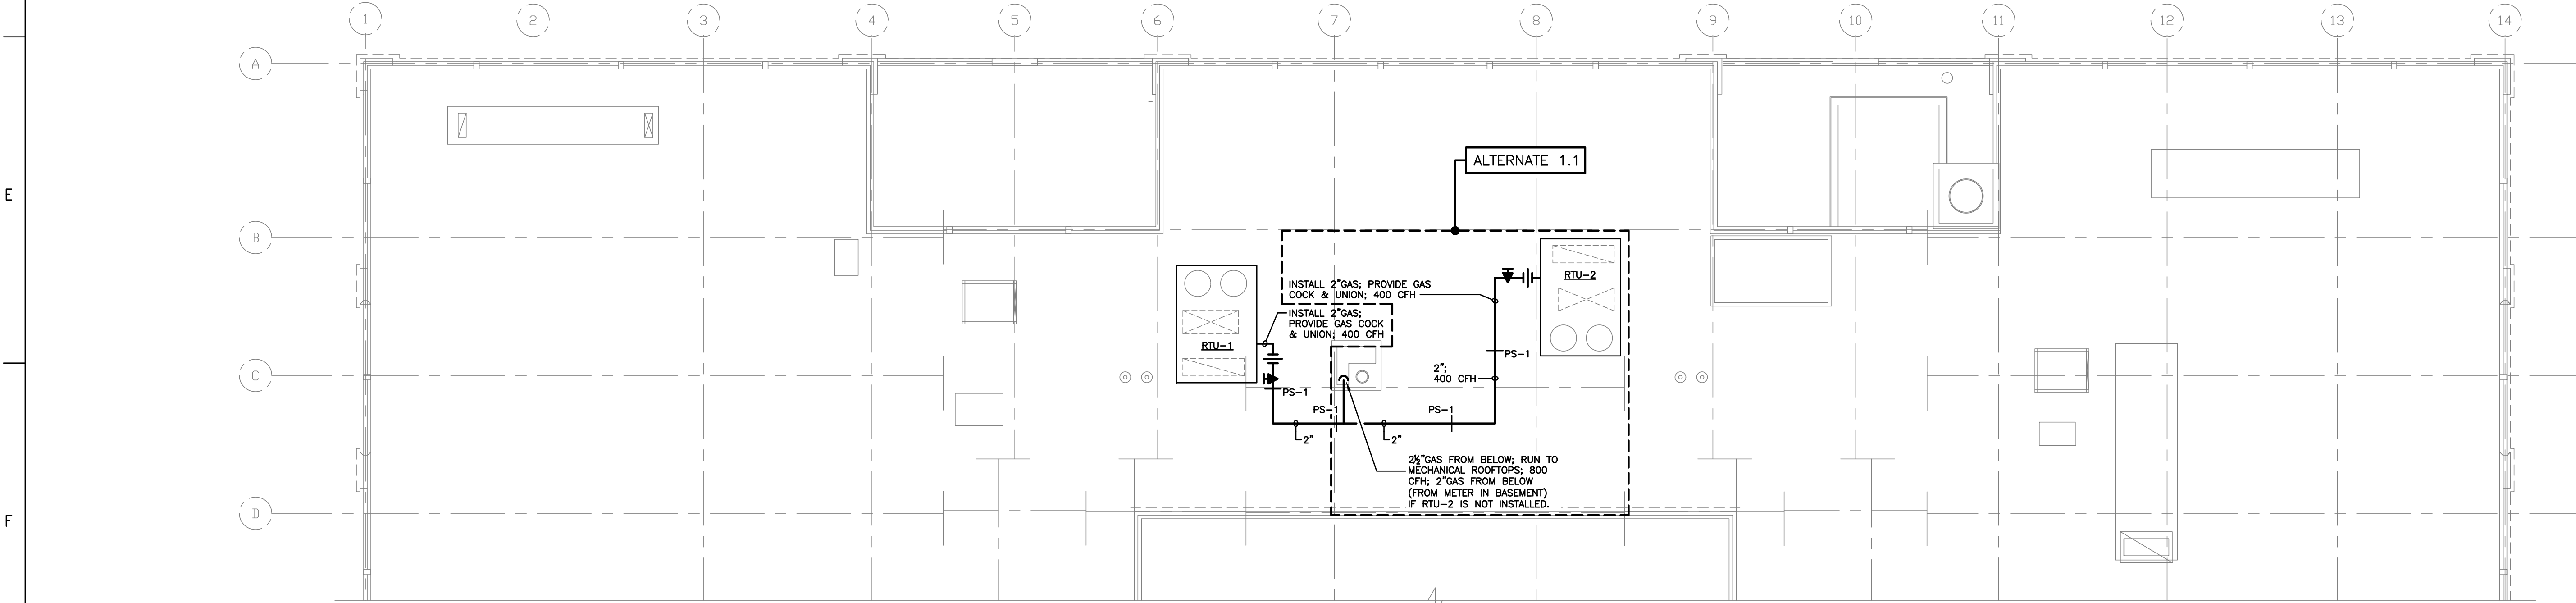 1
2
3
4
5
6
7
8
9
10
11
12
13
14
A
E
ALTERNATE 1.1
B
RTU-2
INSTALL 2"GAS; PROVIDE GAS
COCK & UNION; 400 CFH
INSTALL 2"GAS;
PROVIDE GAS COCK
& UNION; 400 CFH
RTU-1
PS-1
C
2";
400 CFH
PS-1
PS-1
PS-1
2"
2"
2½"GAS FROM BELOW; RUN TO
MECHANICAL ROOFTOPS; 800
CFH; 2"GAS FROM BELOW
(FROM METER IN BASEMENT)
IF RTU-2 IS NOT INSTALLED.
D
F